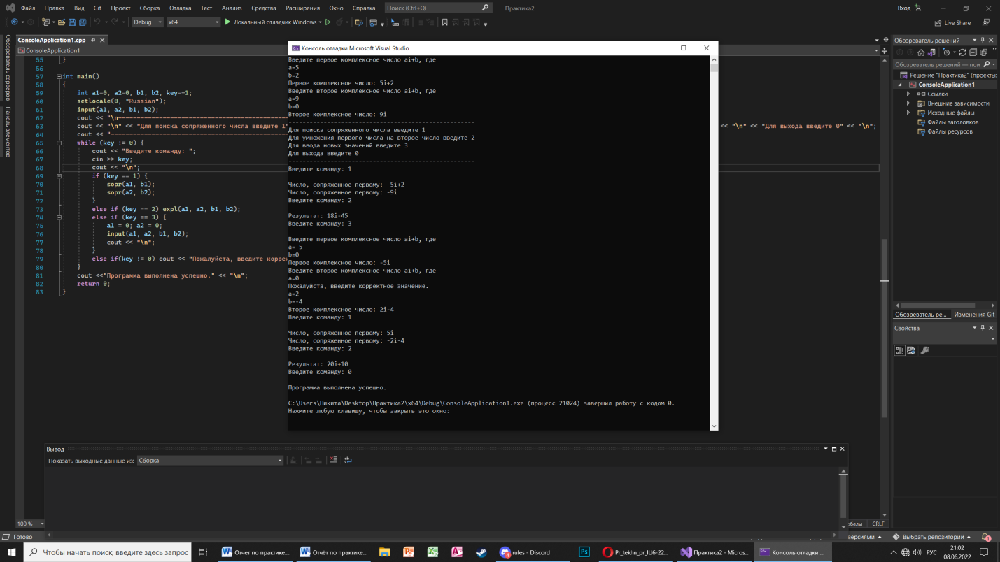 Файл Правка Вид Git Проект Сборка Отладка Тест Анализ Средства Расширения Окно Справка Поиск (Ctrl+Q) Практика2 Вход
Debug x64 Локальный отладчик Windows Live Share
Обозреватель серверов
Панель элементов
ConsoleApplication1.cpp
ConsoleApplication1
55 }
56
57 int main()
58 {
59 int a1=0, a2=0, b1, b2, key=-1;
60 setlocale(0, "Russian");
61 input(a1, a2, b1, b2);
62 cout << "\n----------------------------------------
63 cout << "\n" << "Для поиска сопряженного числа введите 1" << "\n" << "Для выхода введите 0" << "\n";
64 cout << "------------------------------------------
65 while (key != 0) {
66 cout << "Введите команду: ";
67 cin >> key;
68 cout << "\n";
69 if (key == 1) {
70 sopr(a1, b1);
71 sopr(a2, b2);
72 }
73 else if (key == 2) expl(a1, a2, b1, b2);
74 else if (key == 3) {
75 a1 = 0; a2 = 0;
76 input(a1, a2, b1, b2);
77 cout << "\n";
78 }
79 else if(key != 0) cout << "Пожалуйста, введите коррек
80 }
81 cout <<"Программа выполнена успешно." << "\n";
82 return 0;
83 }
Консоль отладки Microsoft Visual Studio
Введите первое комплексное число ai+b, где
a=5
b=2
Первое комплексное число: 5i+2
Введите второе комплексное число ai+b, где
a=9
b=0
Второе комплексное число: 9i
-----------------------------------------------------
Для поиска сопряженного числа введите 1
Для умножения первого числа на второе число введите 2
Для ввода новых значений введите 3
Для выхода введите 0
-----------------------------------------------------
Введите команду: 1
Число, сопряженное первому: -5i+2
Число, сопряженное первому: -9i
Введите команду: 2
Результат: 18i-45
Введите команду: 3
Введите первое комплексное число ai+b, где
a=-5
b=0
Первое комплексное число: -5i
Введите второе комплексное число ai+b, где
a=0
Пожалуйста, введите корректное значение.
a=2
b=-4
Второе комплексное число: 2i-4
Введите команду: 1
Число, сопряженное первому: 5i
Число, сопряженное первому: -2i-4
Введите команду: 2
Результат: 20i+10
Введите команду: 0
Программа выполнена успешно.
C:\Users\Никита\Desktop\Практика2\x64\Debug\ConsoleApplication1.exe (процесс 21024) завершил работу с кодом 0.
Нажмите любую клавишу, чтобы закрыть это окно:
Обозреватель решений
Обозреватель решений — пои
Решение "Практика2" (проекты:
ConsoleApplication1
Ссылки
Внешние зависимости
Исходные файлы
Файлы заголовков
Файлы ресурсов
Обозреватель ре... Изменения Git
Свойства
Вывод
Показать выходные данные из: Сборка
100 % обелы CRLF
Готово версиями Выбрать репозиторий 1
Чтобы начать поиск, введите здесь запрос
Отчет по практике... Отчёт по практике... rules - Discord Pr_tekhn_pr_IU6-22... Практика2 - Micros... Консоль отладки ...
РУС 21:02
08.06.2022